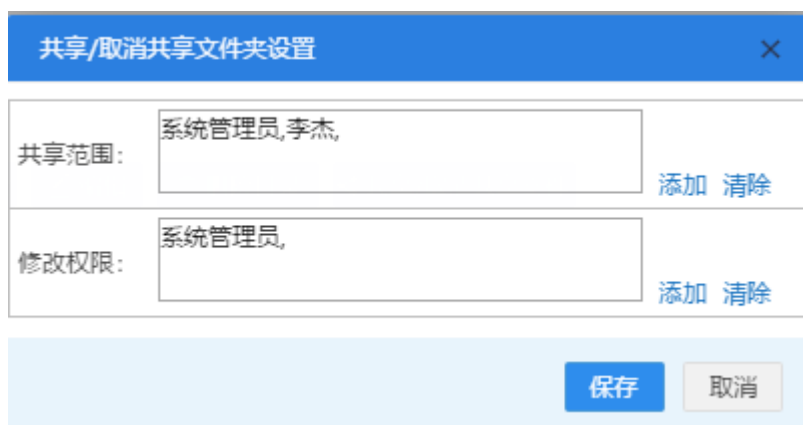 共享/取消共享文件夹设置
×
共享范围：
系统管理员,李杰,
添加 清除
修改权限：
系统管理员,
添加 清除
保存 取消